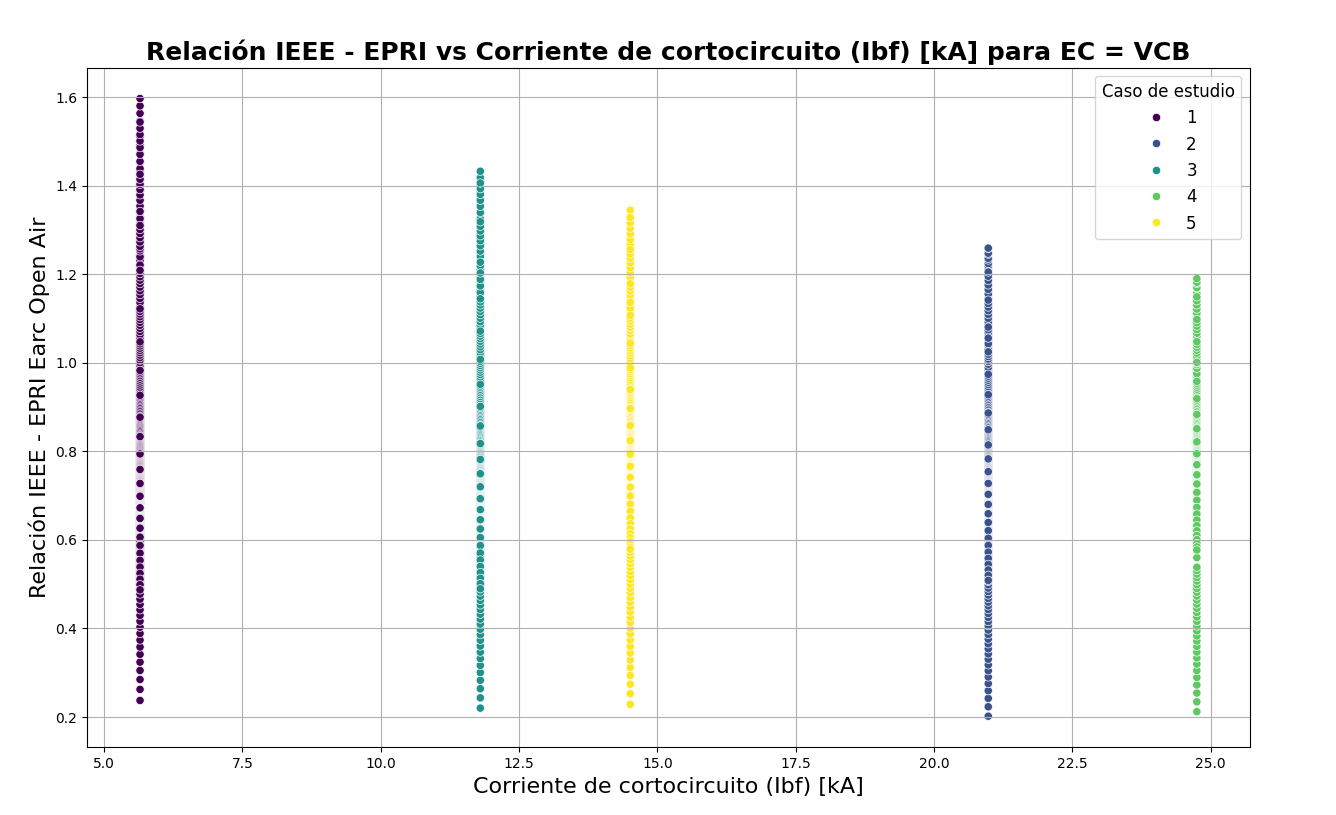 Relación IEEE - EPRI vs Corriente de cortocircuito (Ibf) [kA] para EC = VCB
Caso de estudio
1
2
3
4
5
Relación IEEE - EPRI Earc Open Air
1.6
1.4
1.2
1.0
0.8
0.6
0.4
0.2
5.0 7.5 10.0 12.5 15.0 17.5 20.0 22.5 25.0
Corriente de cortocircuito (Ibf) [kA]